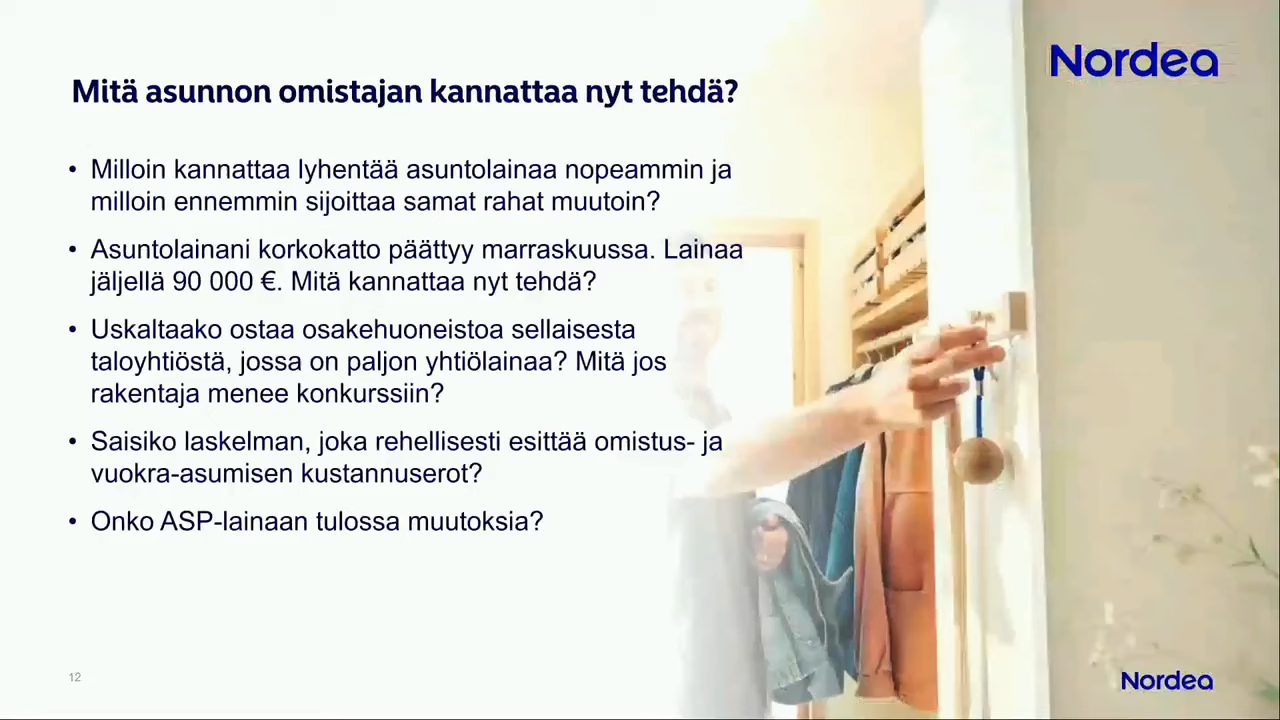 Nordea
Mitä asunnon omistajan kannattaa nyt tehdä?
• Milloin kannattaa lyhentää asuntolainaa nopeammin ja
milloin ennemmin sijoittaa samat rahat muutoin?
• Asuntolainani korkokatto päättyy marraskuussa. Lainaa
jäljellä 90 000 €. Mitä kannattaa nyt tehdä?
• Uskaltaako ostaa osakehuoneistoa sellaisesta
taloyhtiöstä, jossa on paljon yhtiölainaa? Mitä jos
rakentaja menee konkurssiin?
• Saisiko laskelman, joka rehellisesti esittää omistus- ja
vuokra-asumisen kustannuserot?
• Onko ASP-lainaan tulossa muutoksia?
12
Nordea